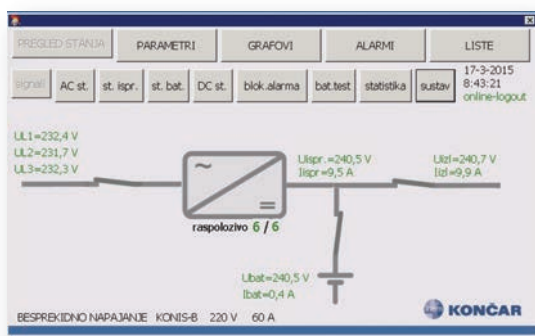 PREGLED STANJA PARAMETRI GRAFOVI ALARMI LISTE
signali AC st. st. ispr. st. bat. DC st. blok.alarma bat.test statistika sustav
17-3-2015
8:43:21
online-logout
UL1=232,4 V
UL2=231,7 V
UL3=232,3 V
Uispr.=240,5 V
Iispr=9,5 A
Uizl=240,7 V
Iizl=9,9 A
raspolozivo 6 / 6
Ubat=240,5 V
Ibat=0,4 A
BESPREKIDNO NAPAJANJE KONIS-B 220 V 60 A
KONČAR